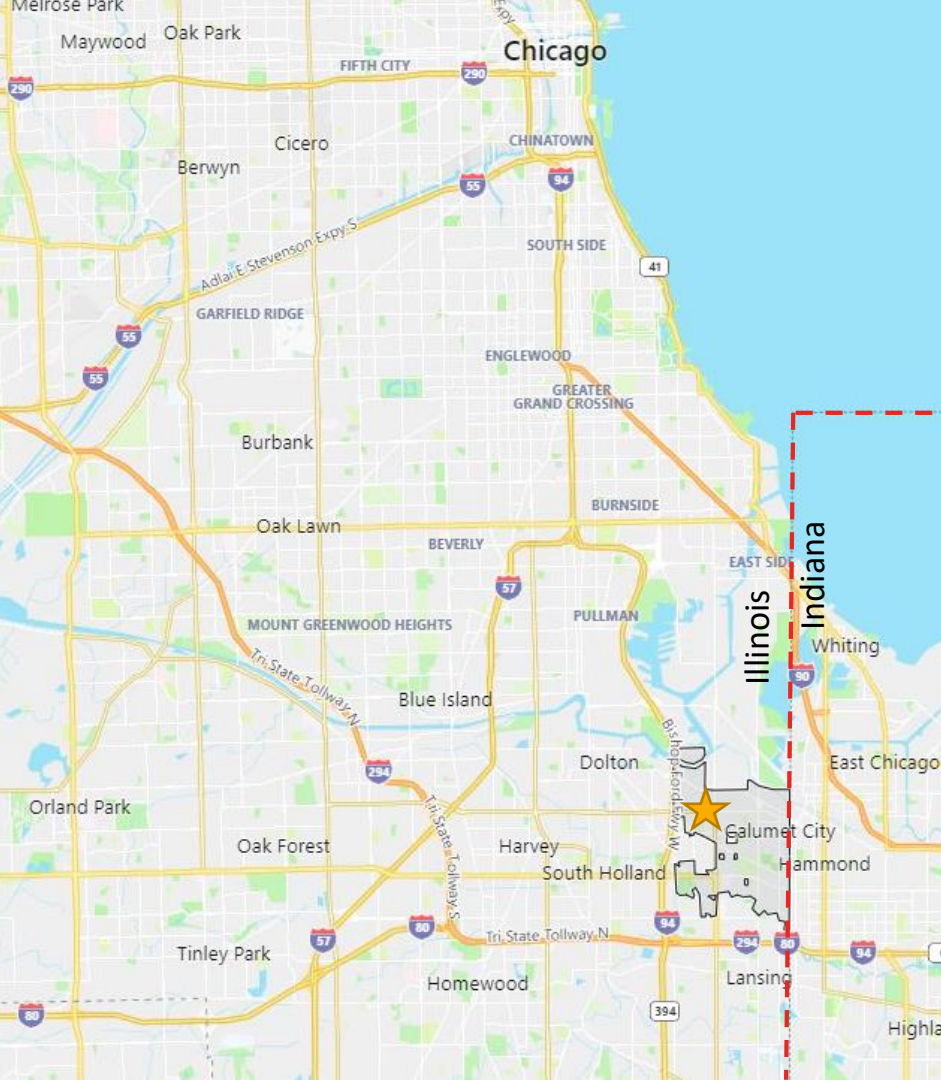 Melrose Park
Expy
Maywood
Oak Park
Chicago
FIFTH CITY
290
290
Cicero
CHINATOWN
Berwyn
55
94
SOUTH SIDE
41
Adlai E Stevenson Expy S
GARFIELD RIDGE
55
ENGLEWOOD
55
GREATER
GRAND CROSSING
Burbank
BURNSIDE
Oak Lawn
BEVERLY
EAST SIDE
Illinois
Indiana
57
MOUNT GREENWOOD HEIGHTS
PULLMAN
Whiting
Tri State Tollway N
90
Blue Island
Bishop Ford Fwy W
Dolton
East Chicago
294
Orland Park
Tri State Tollway S
Calumet City
Oak Forest
Harvey
Hammond
South Holland
94
57
80
Tri State Tollway N
294
80
94
Tinley Park
Lansing
Homewood
80
394
Highla